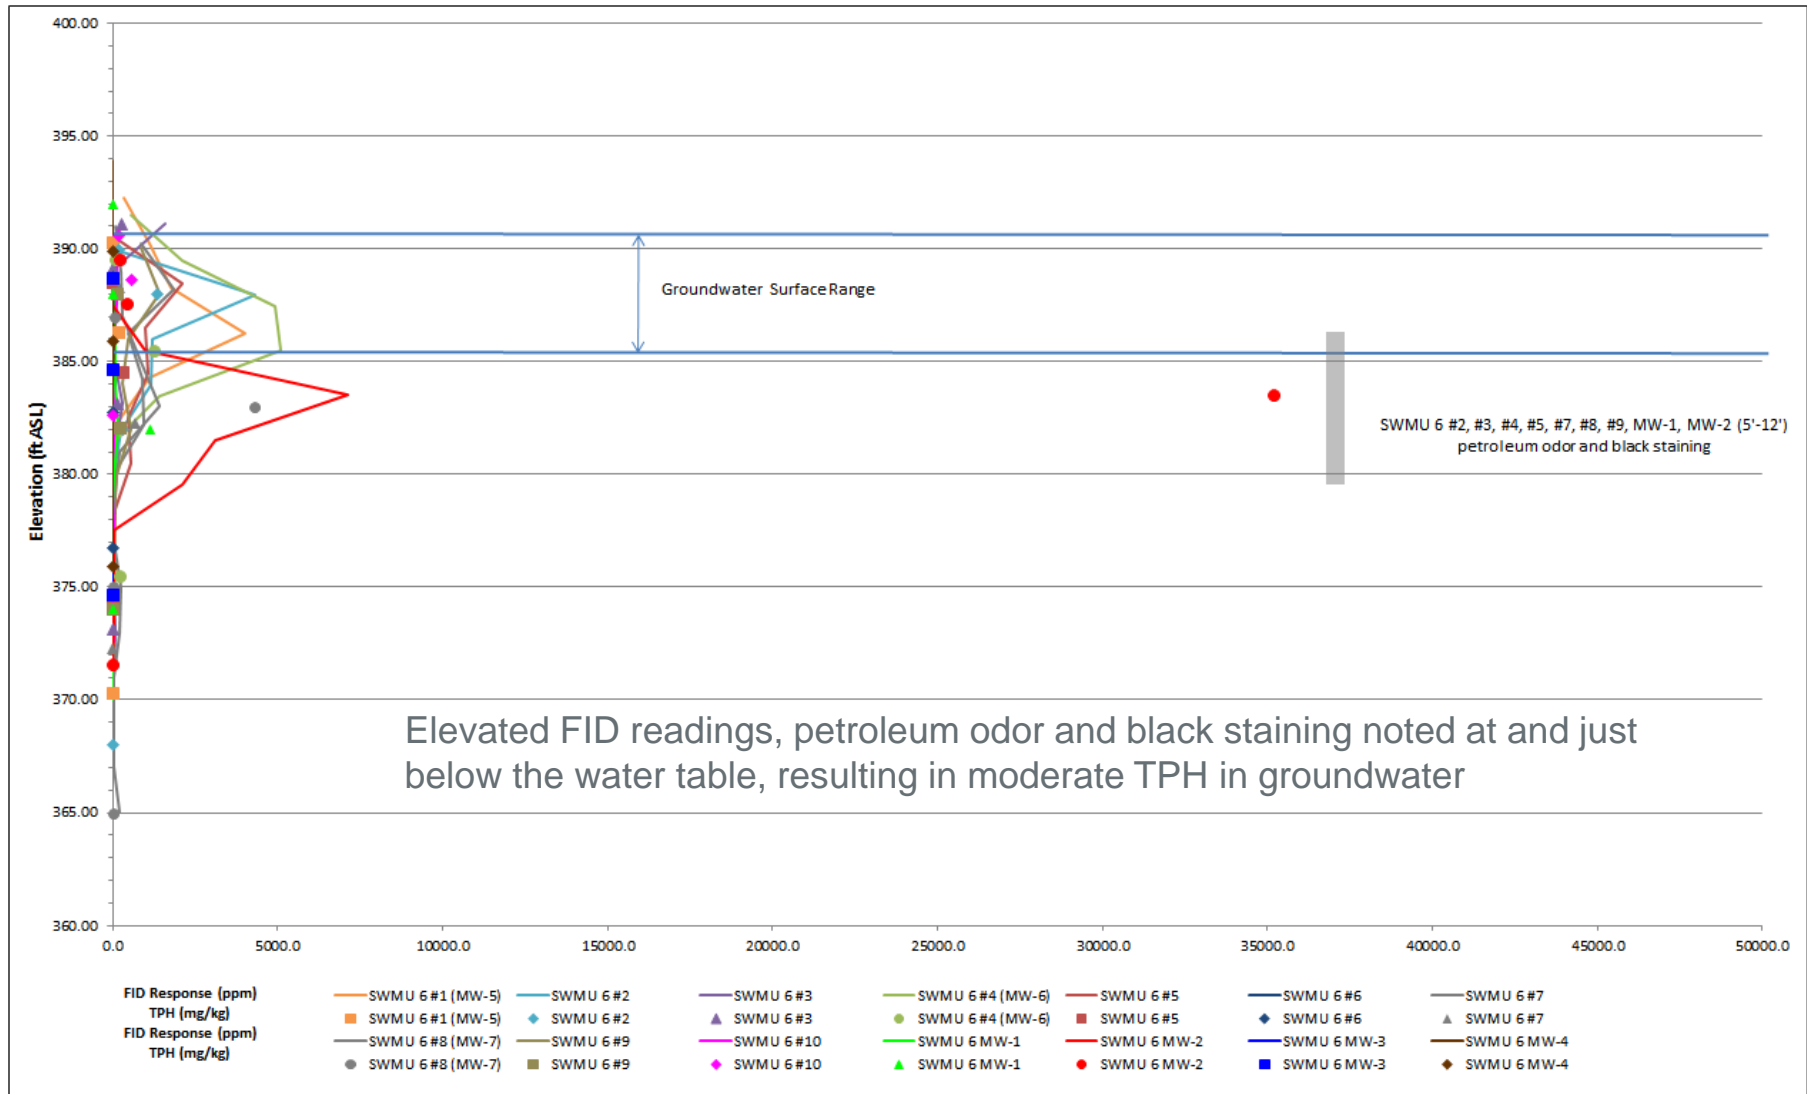 400.00
395.00
390.00
385.00
380.00
375.00
370.00
365.00
360.00
Elevation (ft ASL)
Groundwater Surface Range
SWMU 6 #2, #3, #4, #5, #7, #8, #9, MW-1, MW-2 (5'-12')
petroleum odor and black staining
Elevated FID readings, petroleum odor and black staining noted at and just
below the water table, resulting in moderate TPH in groundwater
0.0 5000.0 10000.0 15000.0 20000.0 25000.0 30000.0 35000.0 40000.0 45000.0 50000.0
FID Response (ppm) SWMU 6 #1 (MW-5) SWMU 6 #2 SWMU 6 #3 SWMU 6 #4 (MW-6) SWMU 6 #5 SWMU 6 #6 SWMU 6 #7
TPH (mg/kg) SWMU 6 #1 (MW-5) SWMU 6 #2 SWMU 6 #3 SWMU 6 #4 (MW-6) SWMU 6 #5 SWMU 6 #6 SWMU 6 #7
FID Response (ppm) SWMU 6 #8 (MW-7) SWMU 6 #9 SWMU 6 #10 SWMU 6 MW-1 SWMU 6 MW-2 SWMU 6 MW-3 SWMU 6 MW-4
TPH (mg/kg) SWMU 6 #8 (MW-7) SWMU 6 #9 SWMU 6 #10 SWMU 6 MW-1 SWMU 6 MW-2 SWMU 6 MW-3 SWMU 6 MW-4